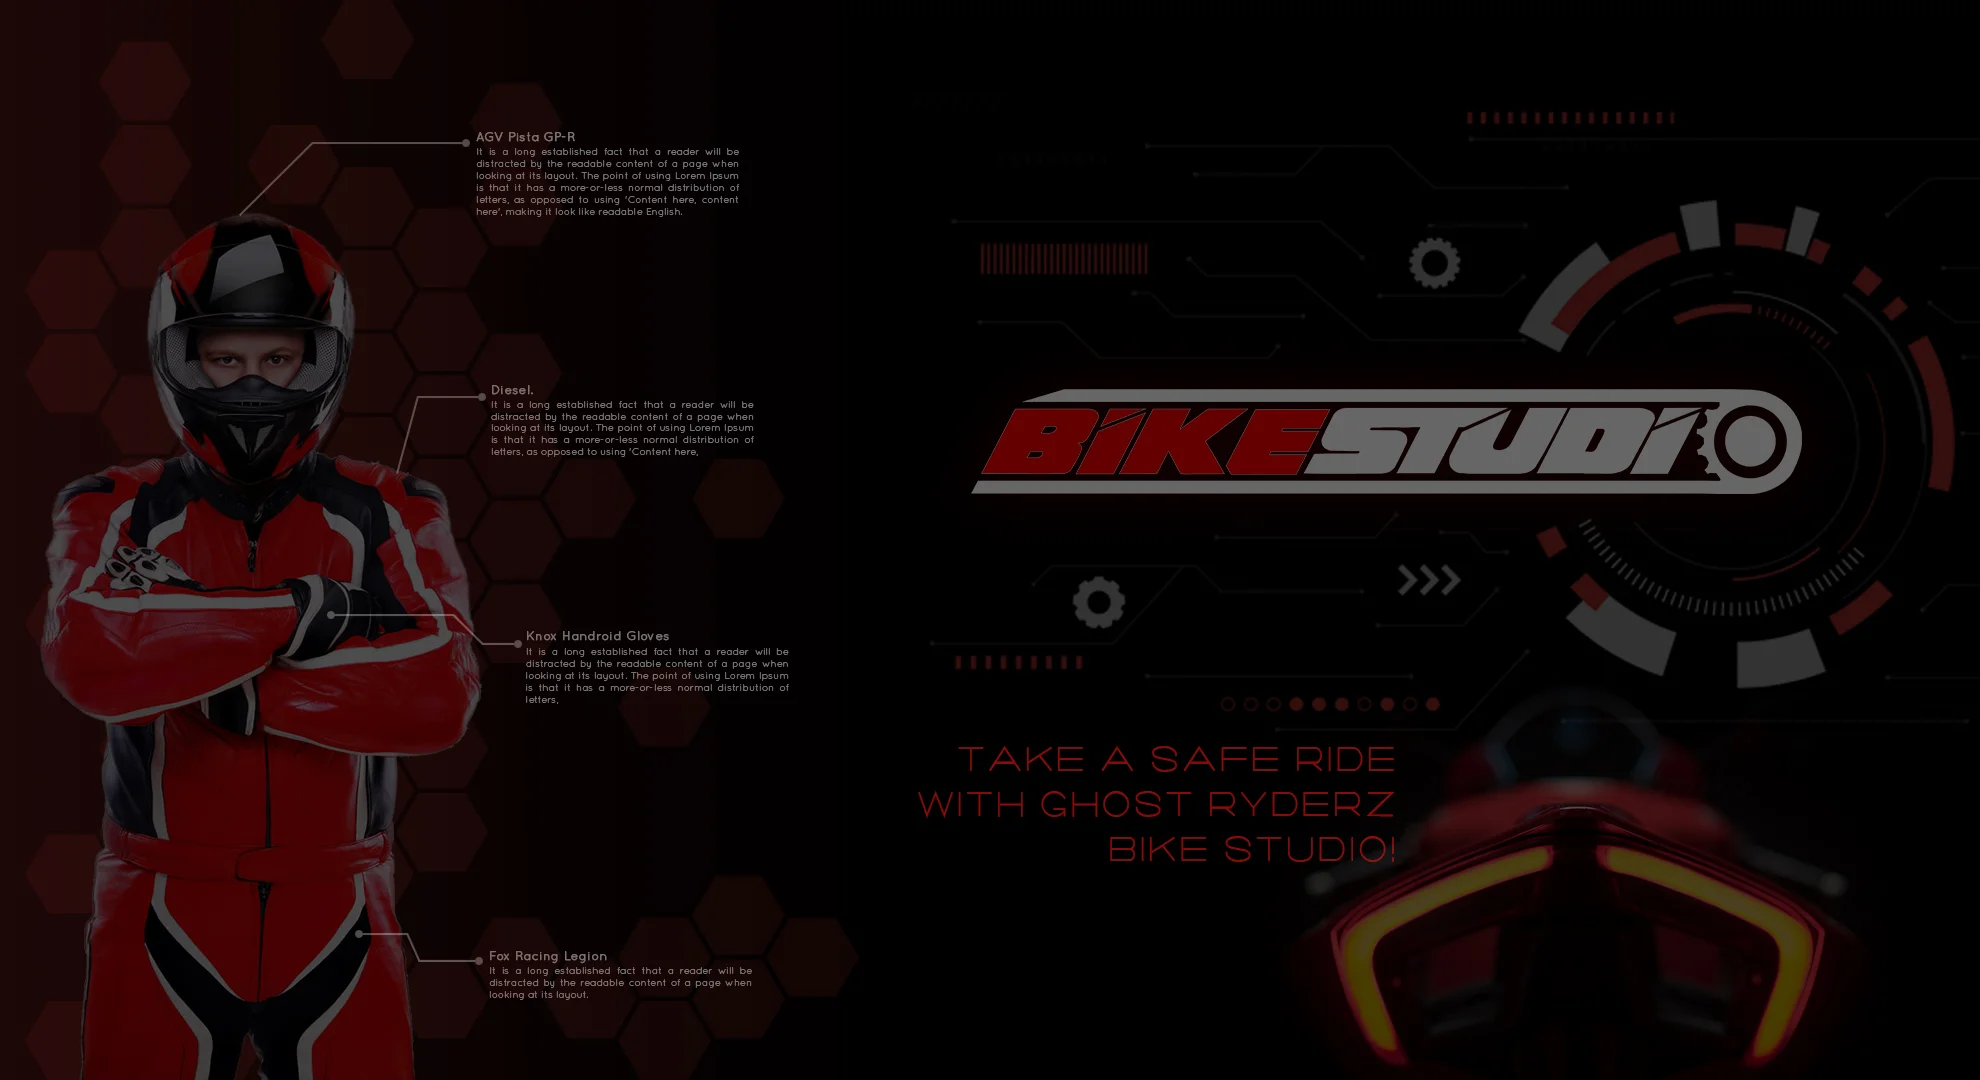 AGV Pista GP-R
It is a long established fact that a reader will be
distracted by the readable content of a page when
looking at its layout. The point of using Lorem Ipsum
is that it has a more-or-less normal distribution of
letters, as opposed to using 'Content here, content
here', making it look like readable English.
Diesel.
It is a long established fact that a reader will be
distracted by the readable content of a page when
looking at its layout. The point of using Lorem Ipsum
is that it has a more-or-less normal distribution of
letters, as opposed to using 'Content here,
Knox Handroid Gloves
It is a long established fact that a reader will be
distracted by the readable content of a page when
looking at its layout. The point of using Lorem Ipsum
is that it has a more-or-less normal distribution of
letters,
Fox Racing Legion
It is a long established fact that a reader will be
distracted by the readable content of a page when
looking at its layout.
BIKESTUDIO
TAKE A SAFE RIDE
WITH GHOST RYDERZ
BIKE STUDIO!